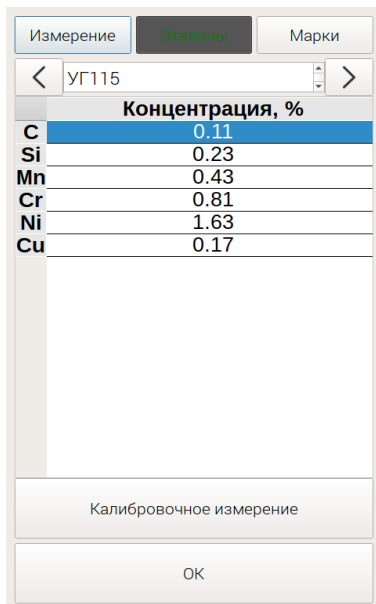 Измерение Эталоны Марки
УГ115
Концентрация, %
C 0.11
Si 0.23
Mn 0.43
Cr 0.81
Ni 1.63
Cu 0.17
Калибровочное измерение
ОК